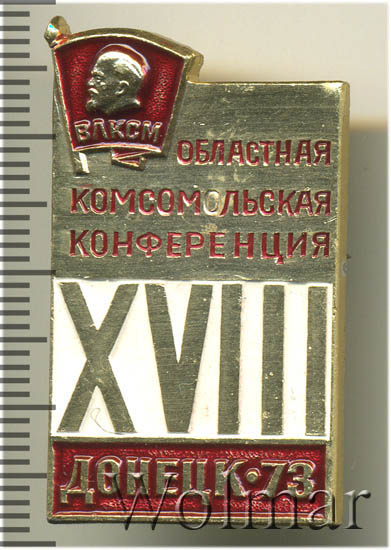 ВЛКСМ
ОБЛАСТНАЯ
КОМСОМОЛЬСКАЯ
КОНФЕРЕНЦИЯ
XVIII
ДОНЕЦК·73
Wolmar